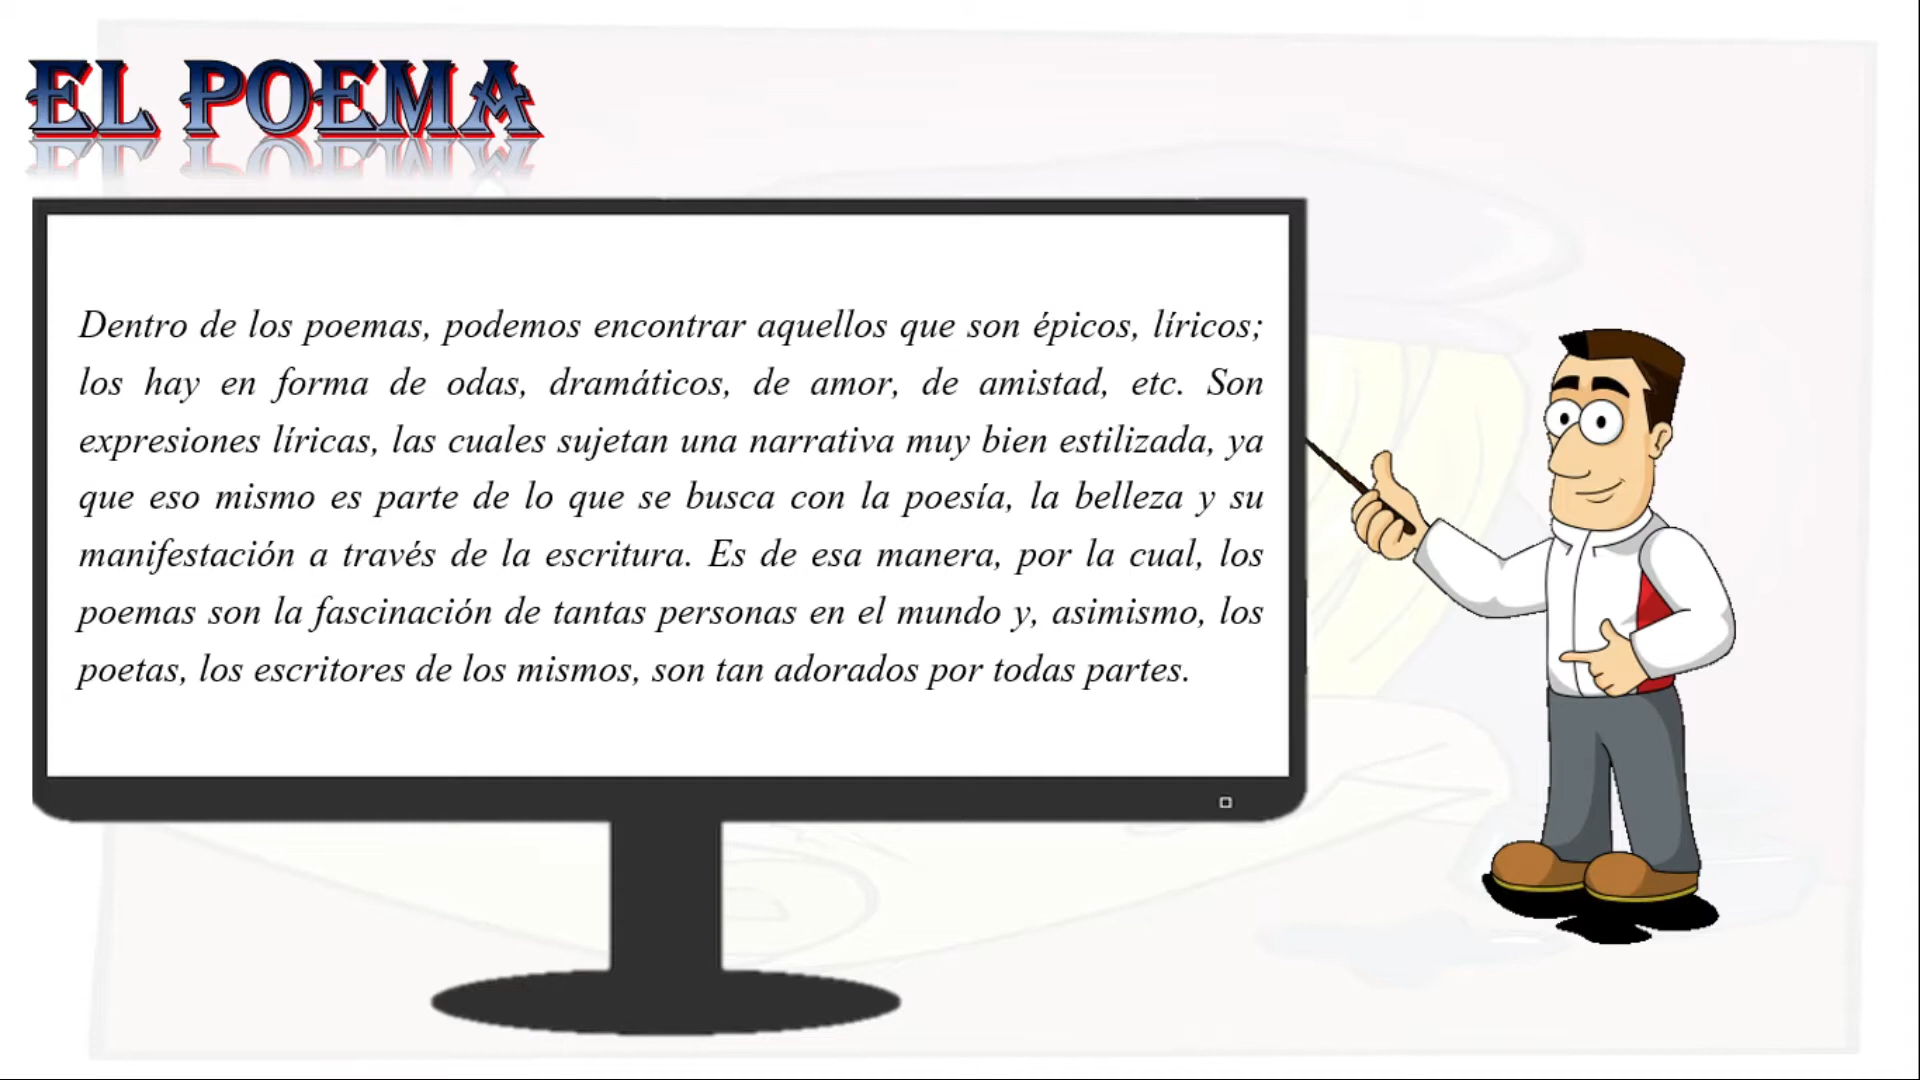 EL POEMA
Dentro de los poemas, podemos encontrar aquellos que son épicos, líricos;
los hay en forma de odas, dramáticos, de amor, de amistad, etc. Son
expresiones líricas, las cuales sujetan una narrativa muy bien estilizada, ya
que eso mismo es parte de lo que se busca con la poesía, la belleza y su
manifestación a través de la escritura. Es de esa manera, por la cual, los
poemas son la fascinación de tantas personas en el mundo y, asimismo, los
poetas, los escritores de los mismos, son tan adorados por todas partes.